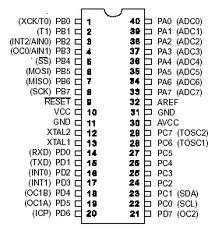 (XCK/T0) PB0 1 40 PA0 (ADC0)
(T1) PB1 2 39 PA1 (ADC1)
(INT2/AIN0) PB2 3 38 PA2 (ADC2)
(OC0/AIN1) PB3 4 37 PA3 (ADC3)
(SS) PB4 5 36 PA4 (ADC4)
(MOSI) PB5 6 35 PA5 (ADC5)
(MISO) PB6 7 34 PA6 (ADC6)
(SCK) PB7 8 33 PA7 (ADC7)
RESET 9 32 AREF
VCC 10 31 GND
GND 11 30 AVCC
XTAL2 12 29 PC7 (TOSC2)
XTAL1 13 28 PC6 (TOSC1)
(RXD) PD0 14 27 PC5
(TXD) PD1 15 26 PC4
(INT0) PD2 16 25 PC3
(INT1) PD3 17 24 PC2
(OC1B) PD4 18 23 PC1 (SDA)
(OC1A) PD5 19 22 PC0 (SCL)
(ICP) PD6 20 21 PD7 (OC2)